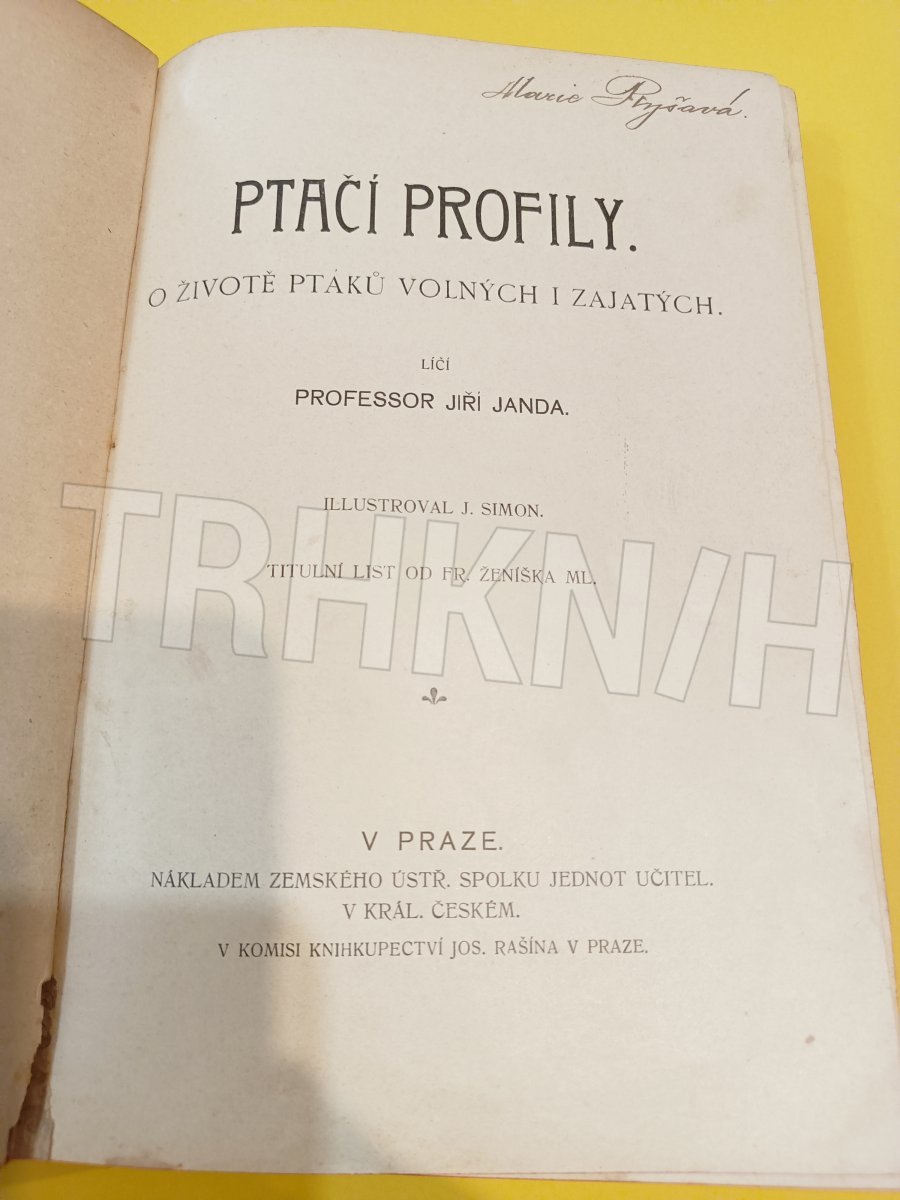 Marie Ryšavá.
PTAČÍ PROFILY.
O ŽIVOTĚ PTÁKŮ VOLNÝCH I ZAJATÝCH.
LÍČÍ
PROFESSOR JIŘÍ JANDA.
ILLUSTROVAL J. SIMON.
TITULNÍ LIST OD FR. ŽENÍŠKA ML.
TRHKNIH
V PRAZE.
NÁKLADEM ZEMSKÉHO ÚSTŘ. SPOLKU JEDNOT UČITEL.
V KRÁL. ČESKÉM.
V KOMISI KNIHKUPECTVÍ JOS. RAŠÍNA V PRAZE.